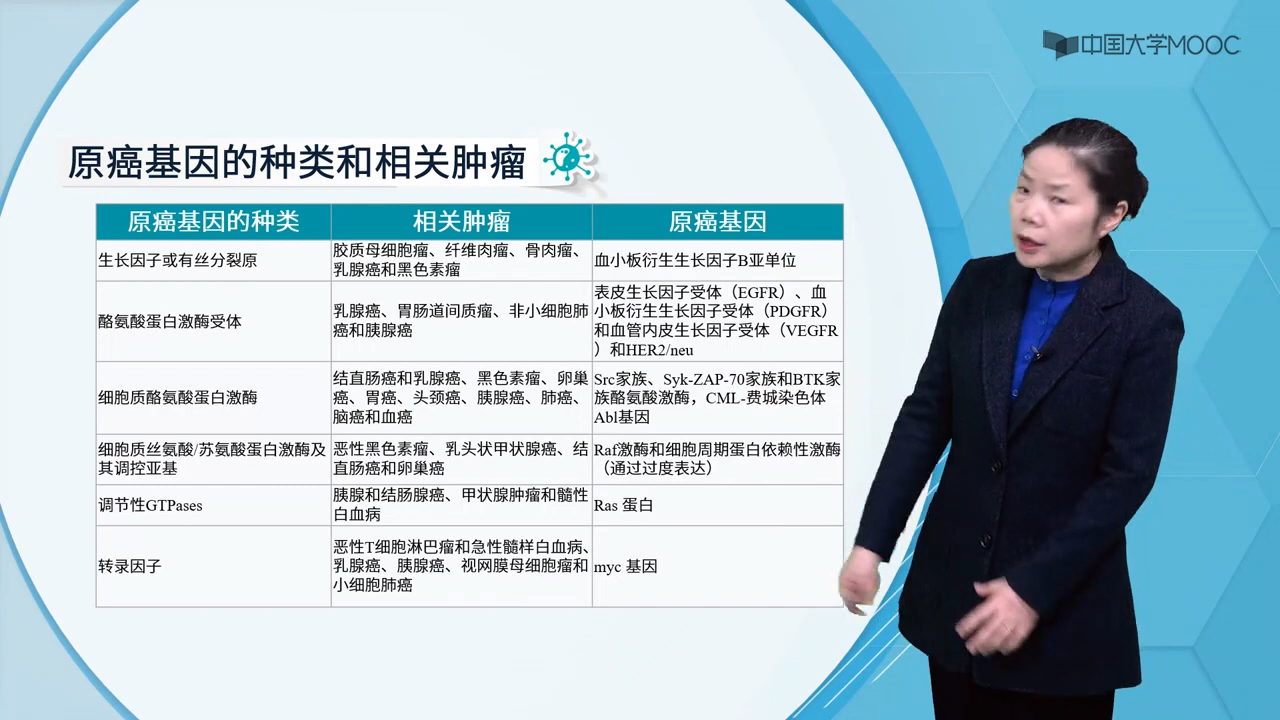 中国大学MOOC
原癌基因的种类和相关肿瘤
原癌基因的种类
相关肿瘤
原癌基因
生长因子或有丝分裂原
胶质母细胞瘤、纤维肉瘤、骨肉瘤、
乳腺癌和黑色素瘤
血小板衍生生长因子B亚单位
酪氨酸蛋白激酶受体
乳腺癌、胃肠道间质瘤、非小细胞肺
癌和胰腺癌
表皮生长因子受体（EGFR）、血
小板衍生生长因子受体（PDGFR）
和血管内皮生长因子受体（VEGFR
）和HER2/neu
细胞质酪氨酸蛋白激酶
结直肠癌和乳腺癌、黑色素瘤、卵巢
癌、胃癌、头颈癌、胰腺癌、肺癌、
脑癌和血癌
Src家族、Syk-ZAP-70家族和BTK家
族酪氨酸激酶，CML-费城染色体
Abl基因
细胞质丝氨酸/苏氨酸蛋白激酶及
其调控亚基
恶性黑色素瘤、乳头状甲状腺癌、结
直肠癌和卵巢癌
Raf激酶和细胞周期蛋白依赖性激酶
（通过过度表达）
调节性GTPases
胰腺和结肠腺癌、甲状腺肿瘤和髓性
白血病
Ras 蛋白
转录因子
恶性T细胞淋巴瘤和急性髓样白血病、
乳腺癌、胰腺癌、视网膜母细胞瘤和
小细胞肺癌
myc 基因